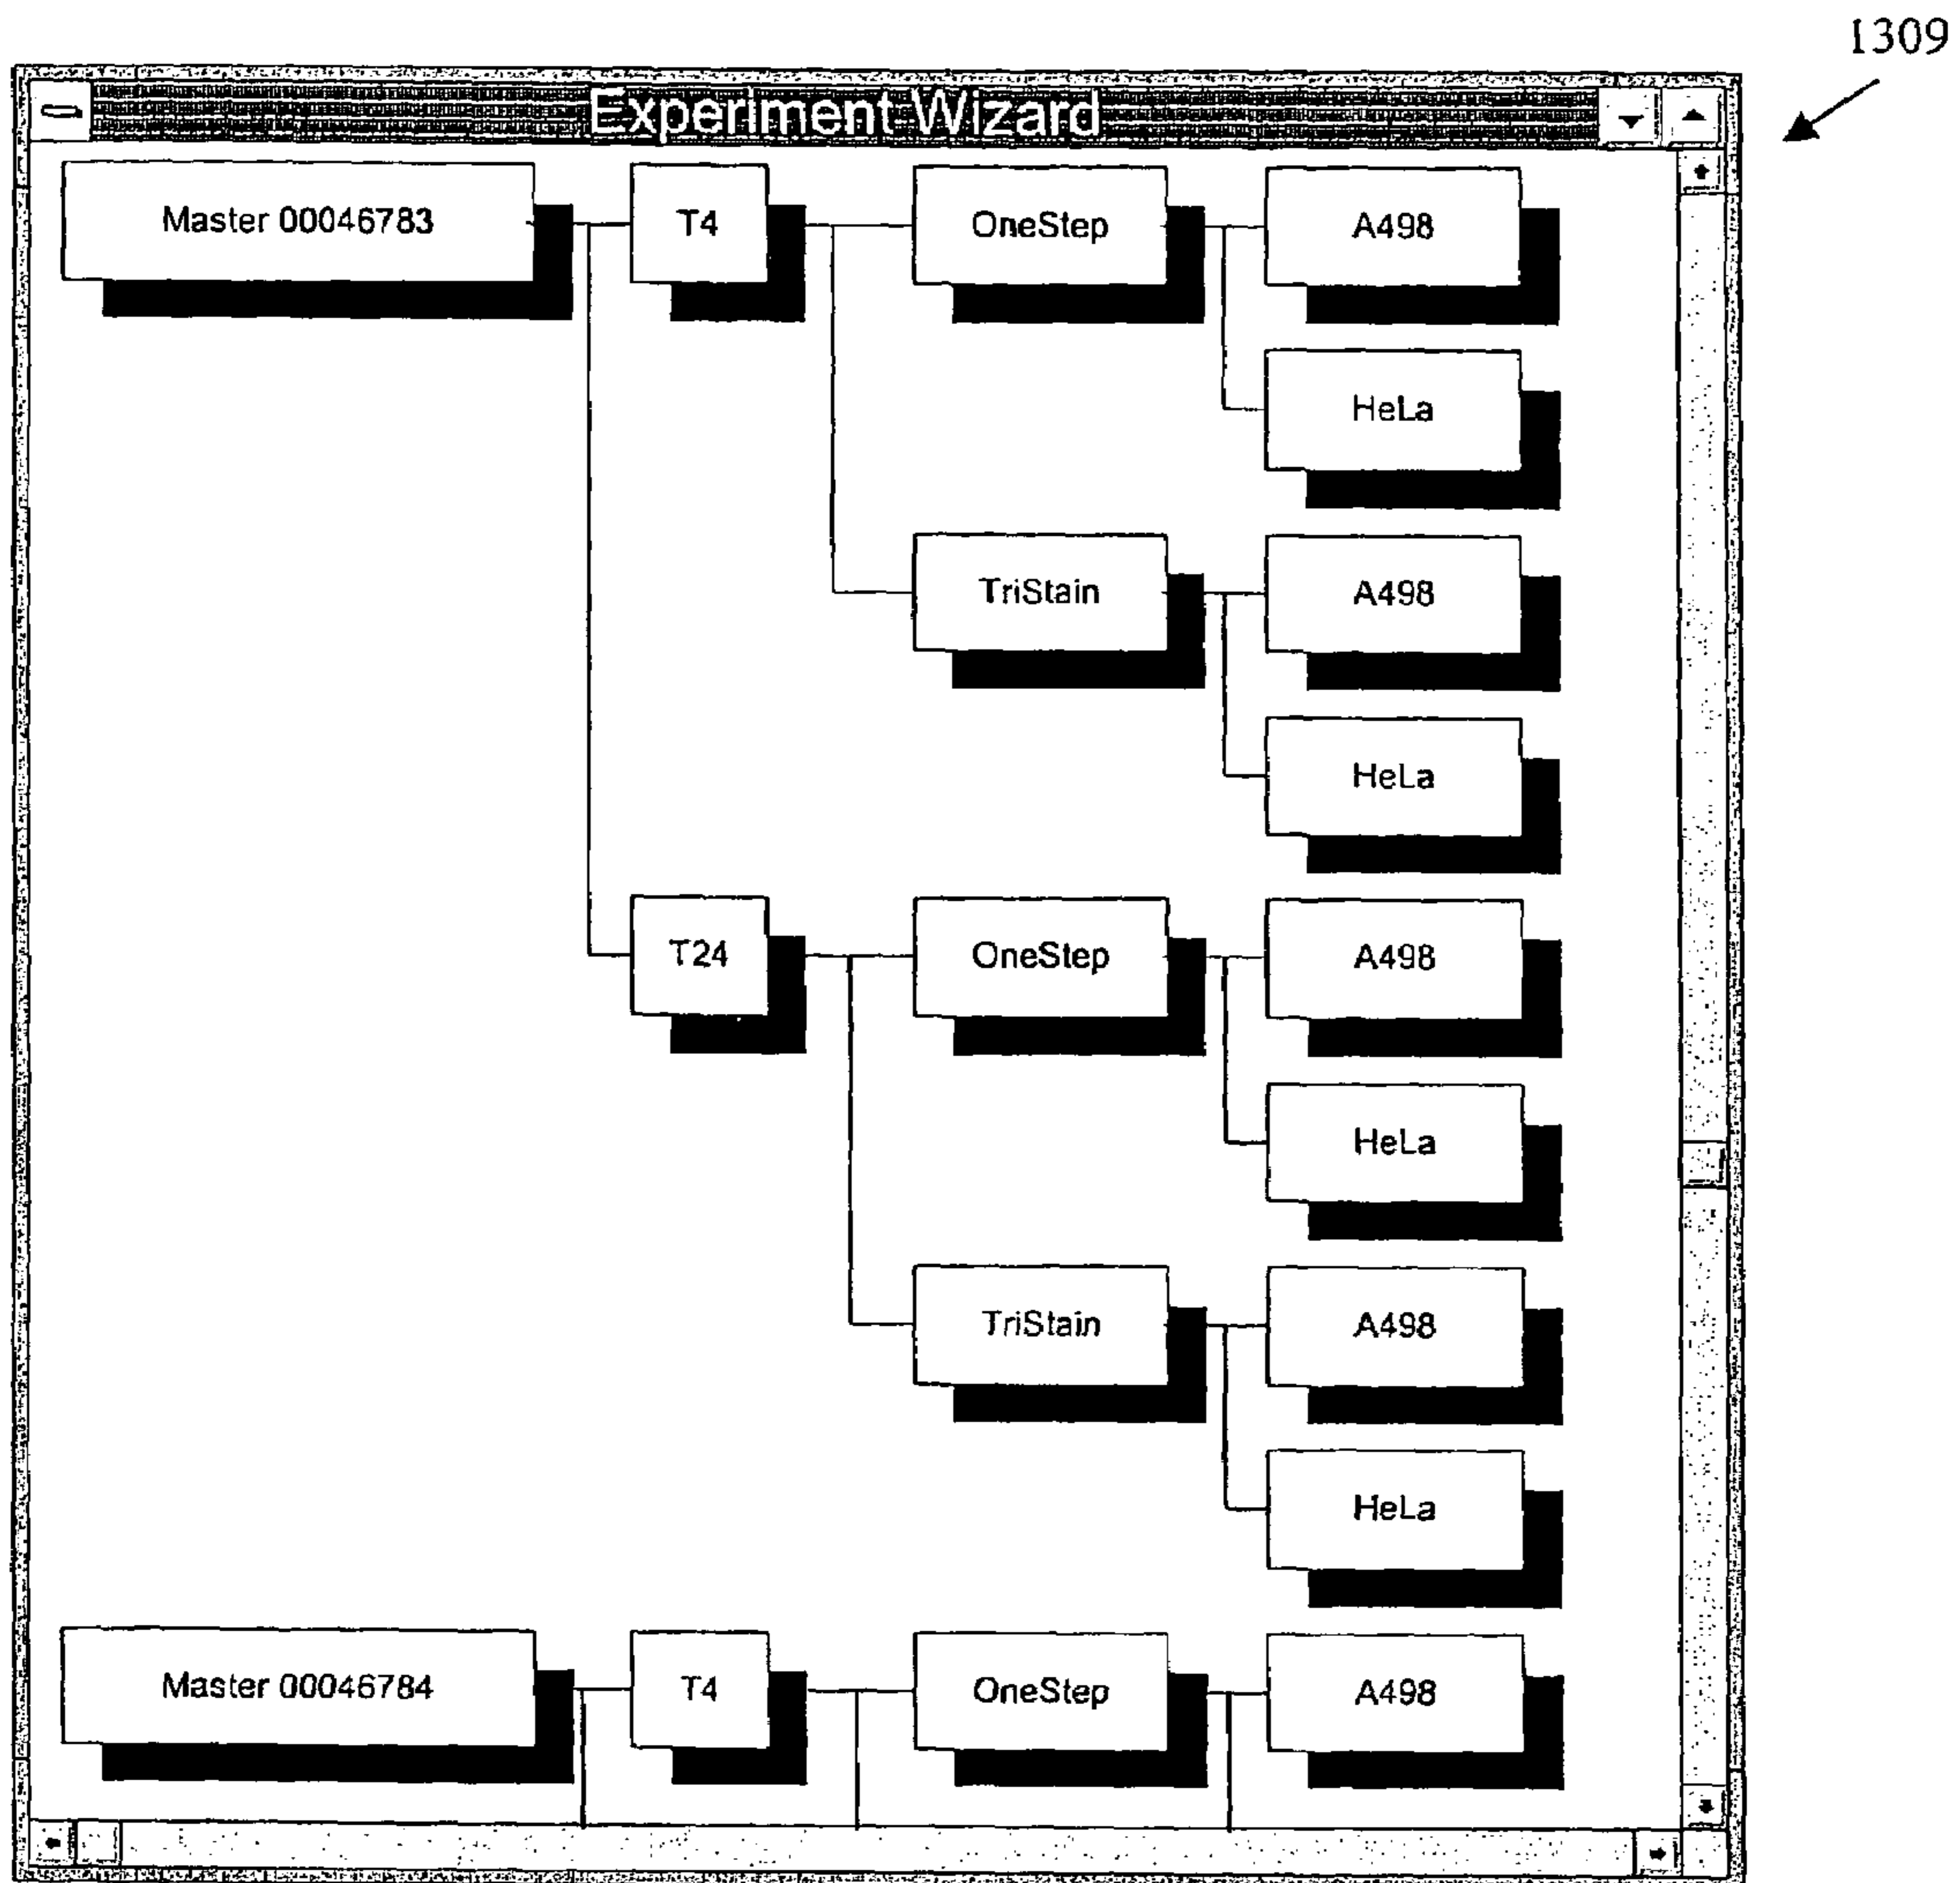 1309
Experiment Wizard
Master 00046783 T4 OneStep A498
HeLa
TriStain A498
HeLa
T24 OneStep A498
HeLa
TriStain A498
HeLa
Master 00046784 T4 OneStep A498